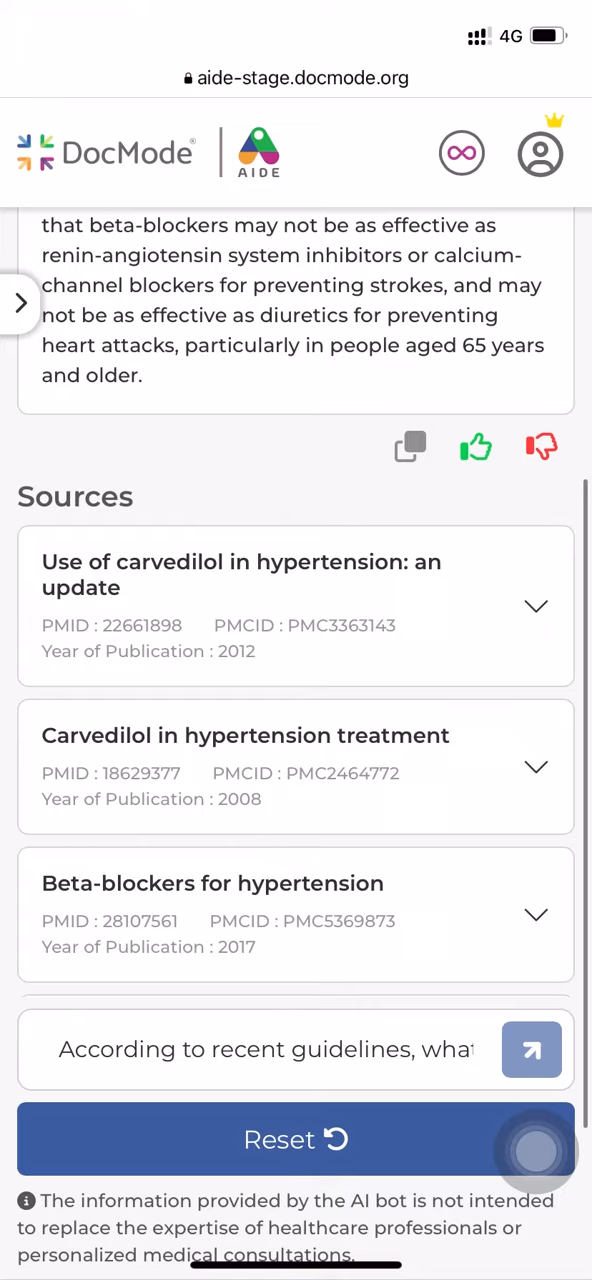 4G
aide-stage.docmode.org
DocMode®
AIDE
that beta-blockers may not be as effective as
renin-angiotensin system inhibitors or calcium-
channel blockers for preventing strokes, and may
not be as effective as diuretics for preventing
heart attacks, particularly in people aged 65 years
and older.
Sources
Use of carvedilol in hypertension: an
update
PMID : 22661898 PMCID : PMC3363143
Year of Publication : 2012
Carvedilol in hypertension treatment
PMID : 18629377 PMCID : PMC2464772
Year of Publication : 2008
Beta-blockers for hypertension
PMID : 28107561 PMCID : PMC5369873
Year of Publication : 2017
According to recent guidelines, what
Reset
The information provided by the AI bot is not intended
to replace the expertise of healthcare professionals or
personalized medical consultations.